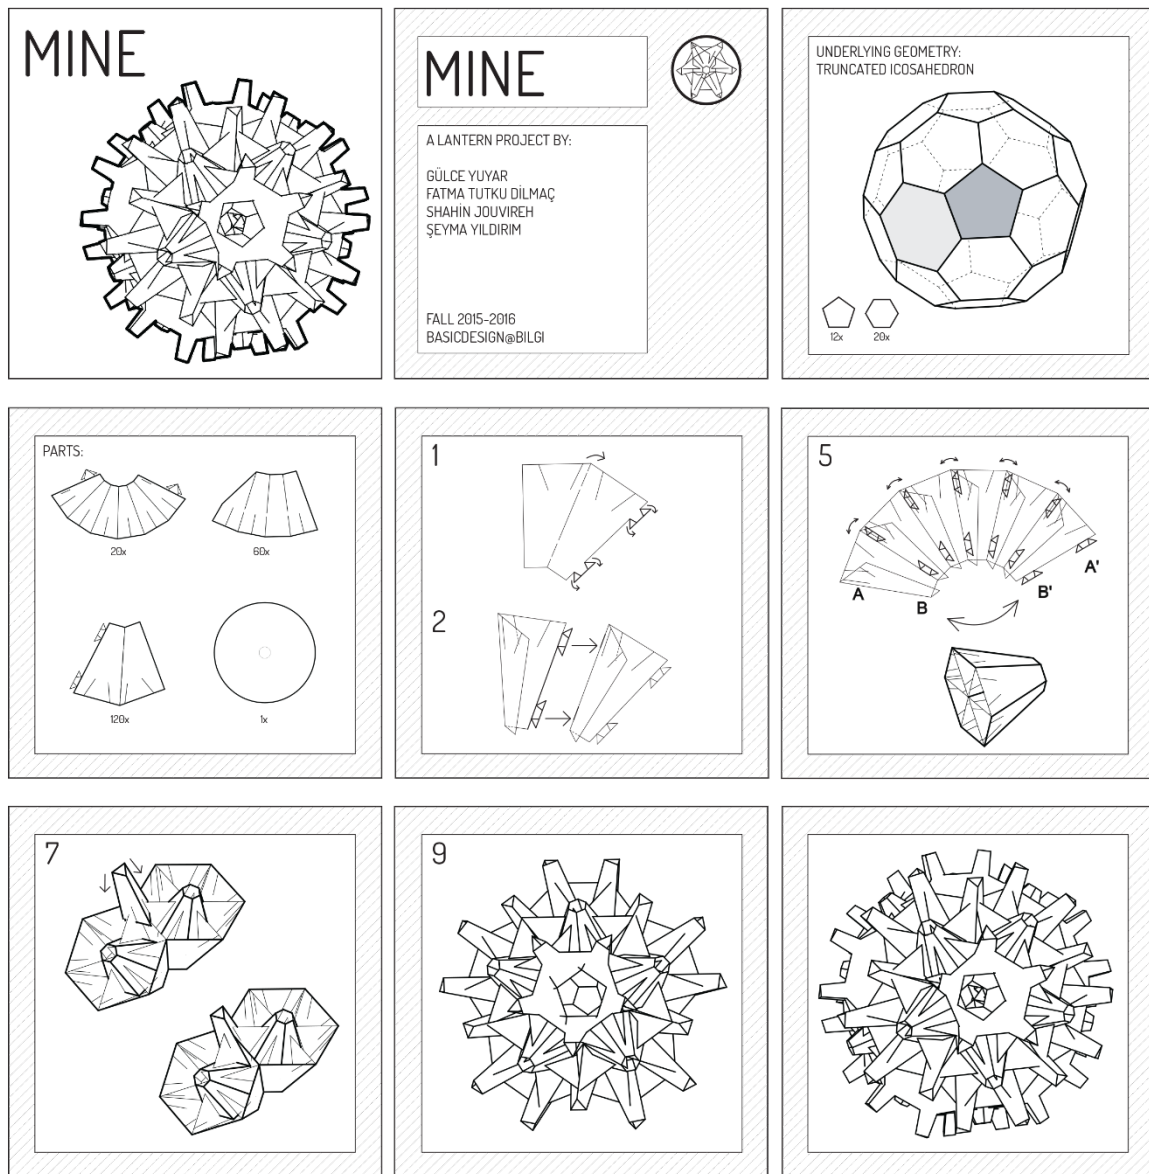 MINE
MINE
A LANTERN PROJECT BY:
GÜLCE YUYAR
FATMA TUTKU DİLMAÇ
SHAHİN JOUVIREH
ŞEYMA YILDIRIM
FALL 2015-2016
BASICDESIGN@BILGI
UNDERLYING GEOMETRY:
TRUNCATED ICOSAHEDRON
12x
20x
PARTS:
20x
60x
120x
1x
1
2
5
A
B
B'
A'
7
9